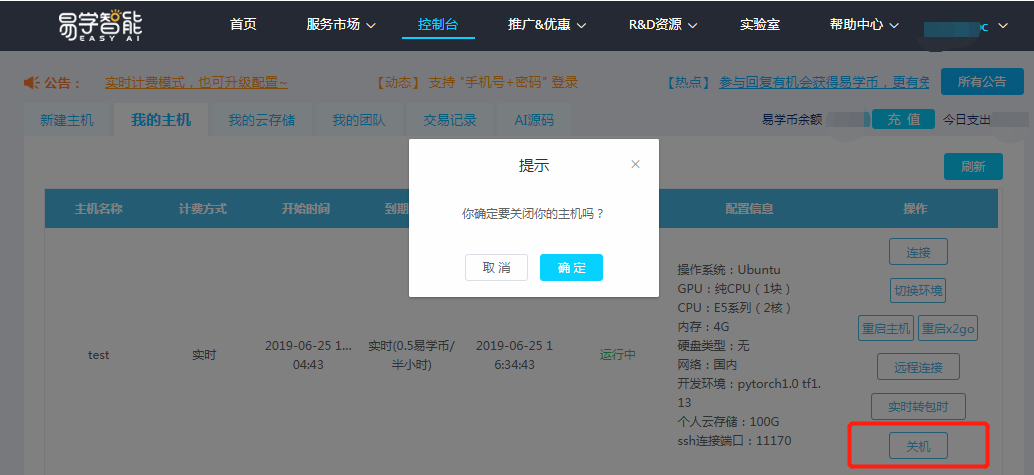 易学智能
EASY AI
首页 服务市场 控制台 推广&优惠 R&D资源 实验室 帮助中心
公告： 实时计费模式，也可升级配置~ 【动态】 支持 "手机号+密码" 登录 【热点】 参与回复有机会获得易学币，更有免 所有公告
新建主机 我的主机 我的云存储 我的团队 交易记录 AI源码 易学币余额 充 值 今日支出
刷新
提示
你确定要关闭你的主机吗？
取 消 确 定
主机名称 计费方式 开始时间 到期 配置信息 操作
test
实时
2019-06-25 1...
04:43
实时(0.5易学币/
半小时)
2019-06-25 1
6:34:43
运行中
操作系统：Ubuntu
GPU：纯CPU（1块）
CPU：E5系列（2核）
内存：4G
硬盘类型：无
网络：国内
开发环境：pytorch1.0 tf1.
13
个人云存储：100G
ssh连接端口：11170
连接
切换环境
重启主机 重启x2go
远程连接
实时转包时
关机